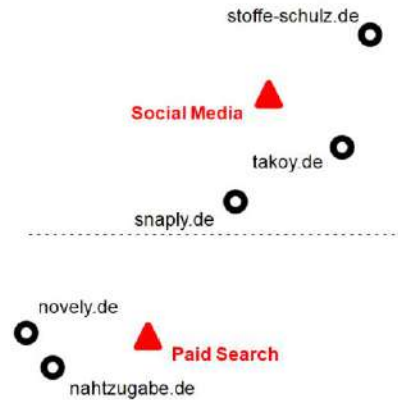 stoffe-schulz.de
Social Media
takoy.de
snaply.de
novely.de
Paid Search
nahtzugabe.de